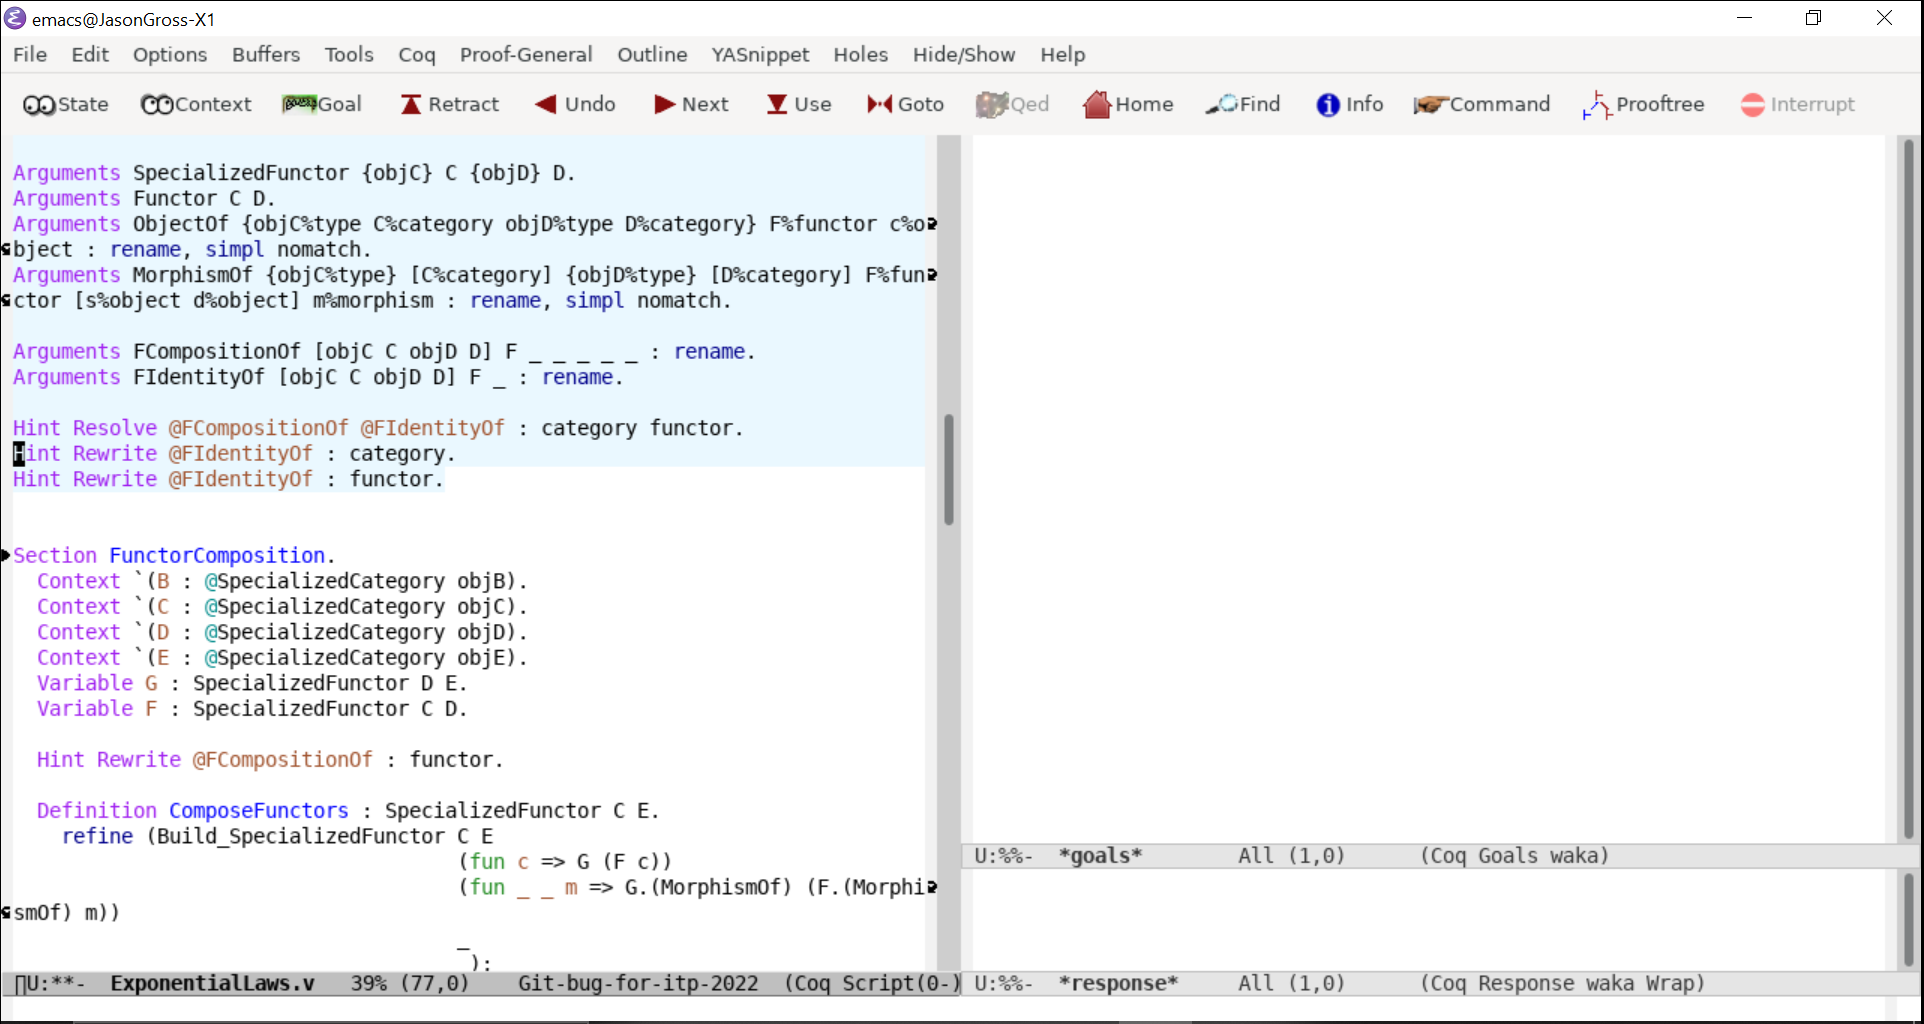 emacs@JasonGross-X1
File Edit Options Buffers Tools Coq Proof-General Outline YASnippet Holes Hide/Show Help
State Context Goal Retract Undo Next Use Goto Qed Home Find Info Command Prooftree Interrupt
Arguments SpecializedFunctor {objC} C {objD} D.
Arguments Functor C D.
Arguments ObjectOf {objC%type C%category objD%type D%category} F%functor c%o
bject : rename, simpl nomatch.
Arguments MorphismOf {objC%type} [C%category] {objD%type} [D%category] F%fun
ctor [s%object d%object] m%morphism : rename, simpl nomatch.
Arguments FCompositionOf [objC C objD D] F _ _ _ _ _ : rename.
Arguments FIdentityOf [objC C objD D] F _ : rename.
Hint Resolve @FCompositionOf @FIdentityOf : category functor.
Hint Rewrite @FIdentityOf : category.
Hint Rewrite @FIdentityOf : functor.
Section FunctorComposition.
Context `(B : @SpecializedCategory objB).
Context `(C : @SpecializedCategory objC).
Context `(D : @SpecializedCategory objD).
Context `(E : @SpecializedCategory objE).
Variable G : SpecializedFunctor D E.
Variable F : SpecializedFunctor C D.
Hint Rewrite @FCompositionOf : functor.
Definition ComposeFunctors : SpecializedFunctor C E.
refine (Build_SpecializedFunctor C E
(fun c => G (F c))
(fun _ _ m => G.(MorphismOf) (F.(Morphi
smOf) m))
_
):
U:**- ExponentialLaws.v 39% (77,0) Git-bug-for-itp-2022 (Coq Script(0-)
U:%%- *goals* All (1,0) (Coq Goals waka)
U:%%- *response* All (1,0) (Coq Response waka Wrap)